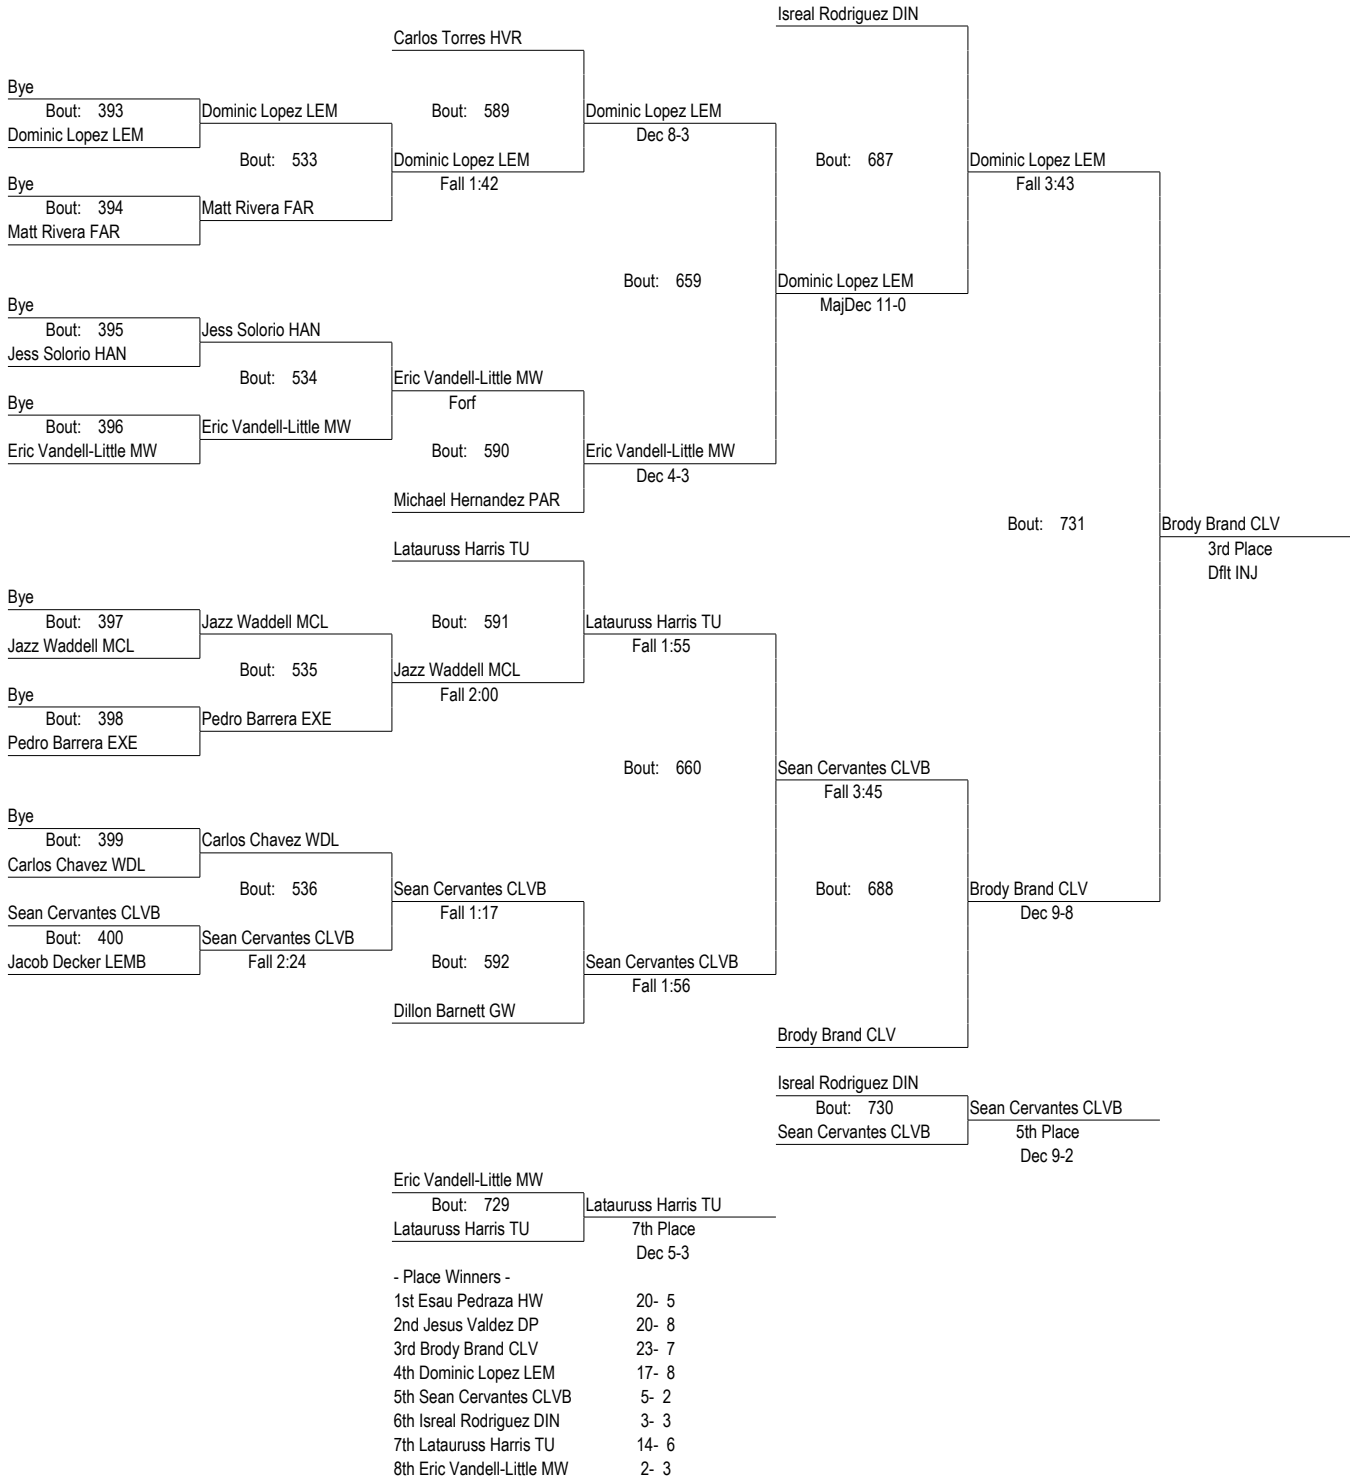 Isreal Rodriguez DIN
Carlos Torres HVR
Bye
Bout: 393 Dominic Lopez LEM Bout: 589 Dominic Lopez LEM
Dominic Lopez LEM Dec 8-3
Bout: 533 Dominic Lopez LEM Bout: 687 Dominic Lopez LEM
Bye Fall 1:42 Fall 3:43
Bout: 394 Matt Rivera FAR
Matt Rivera FAR
Bout: 659 Dominic Lopez LEM
Bye MajDec 11-0
Bout: 395 Jess Solorio HAN
Jess Solorio HAN
Bout: 534 Eric Vandell-Little MW
Bye Forf
Bout: 396 Eric Vandell-Little MW
Eric Vandell-Little MW Bout: 590 Eric Vandell-Little MW
Dec 4-3
Michael Hernandez PAR
Bout: 731 Brody Brand CLV
Latauruss Harris TU 3rd Place
Dflt INJ
Bye
Bout: 397 Jazz Waddell MCL Bout: 591 Latauruss Harris TU
Jazz Waddell MCL Fall 1:55
Bout: 535 Jazz Waddell MCL
Bye Fall 2:00
Bout: 398 Pedro Barrera EXE
Pedro Barrera EXE
Bout: 660 Sean Cervantes CLVB
Fall 3:45
Bye
Bout: 399 Carlos Chavez WDL
Carlos Chavez WDL
Bout: 536 Sean Cervantes CLVB Bout: 688 Brody Brand CLV
Sean Cervantes CLVB Fall 1:17 Dec 9-8
Bout: 400 Sean Cervantes CLVB
Jacob Decker LEMB Fall 2:24 Bout: 592 Sean Cervantes CLVB
Fall 1:56
Dillon Barnett GW
Brody Brand CLV
Isreal Rodriguez DIN
Bout: 730 Sean Cervantes CLVB
Sean Cervantes CLVB 5th Place
Dec 9-2
Eric Vandell-Little MW
Bout: 729 Latauruss Harris TU
Latauruss Harris TU 7th Place
Dec 5-3
- Place Winners -
1st Esau Pedraza HW 20- 5
2nd Jesus Valdez DP 20- 8
3rd Brody Brand CLV 23- 7
4th Dominic Lopez LEM 17- 8
5th Sean Cervantes CLVB 5- 2
6th Isreal Rodriguez DIN 3- 3
7th Latauruss Harris TU 14- 6
8th Eric Vandell-Little MW 2- 3